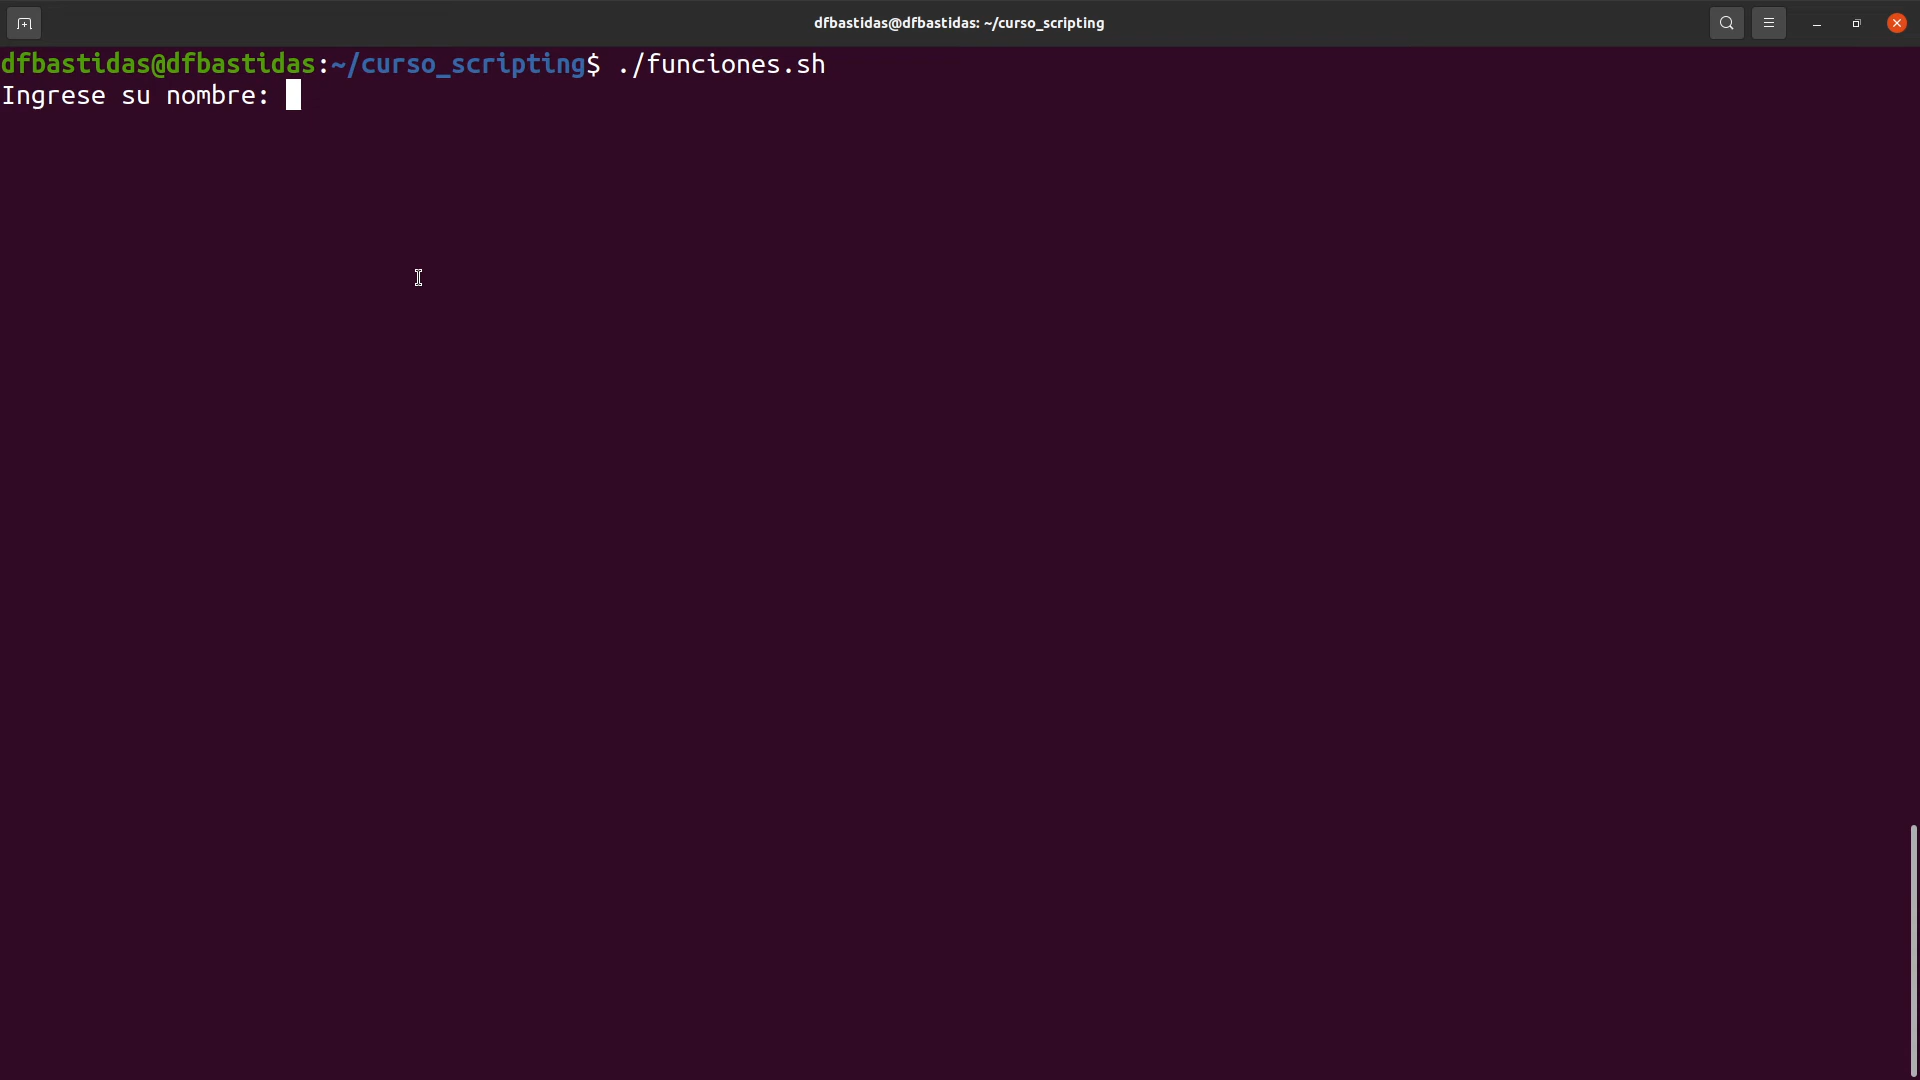 dfbastidas@dfbastidas: ~/curso_scripting
dfbastidas@dfbastidas:~/curso_scripting$ ./funciones.sh
Ingrese su nombre: